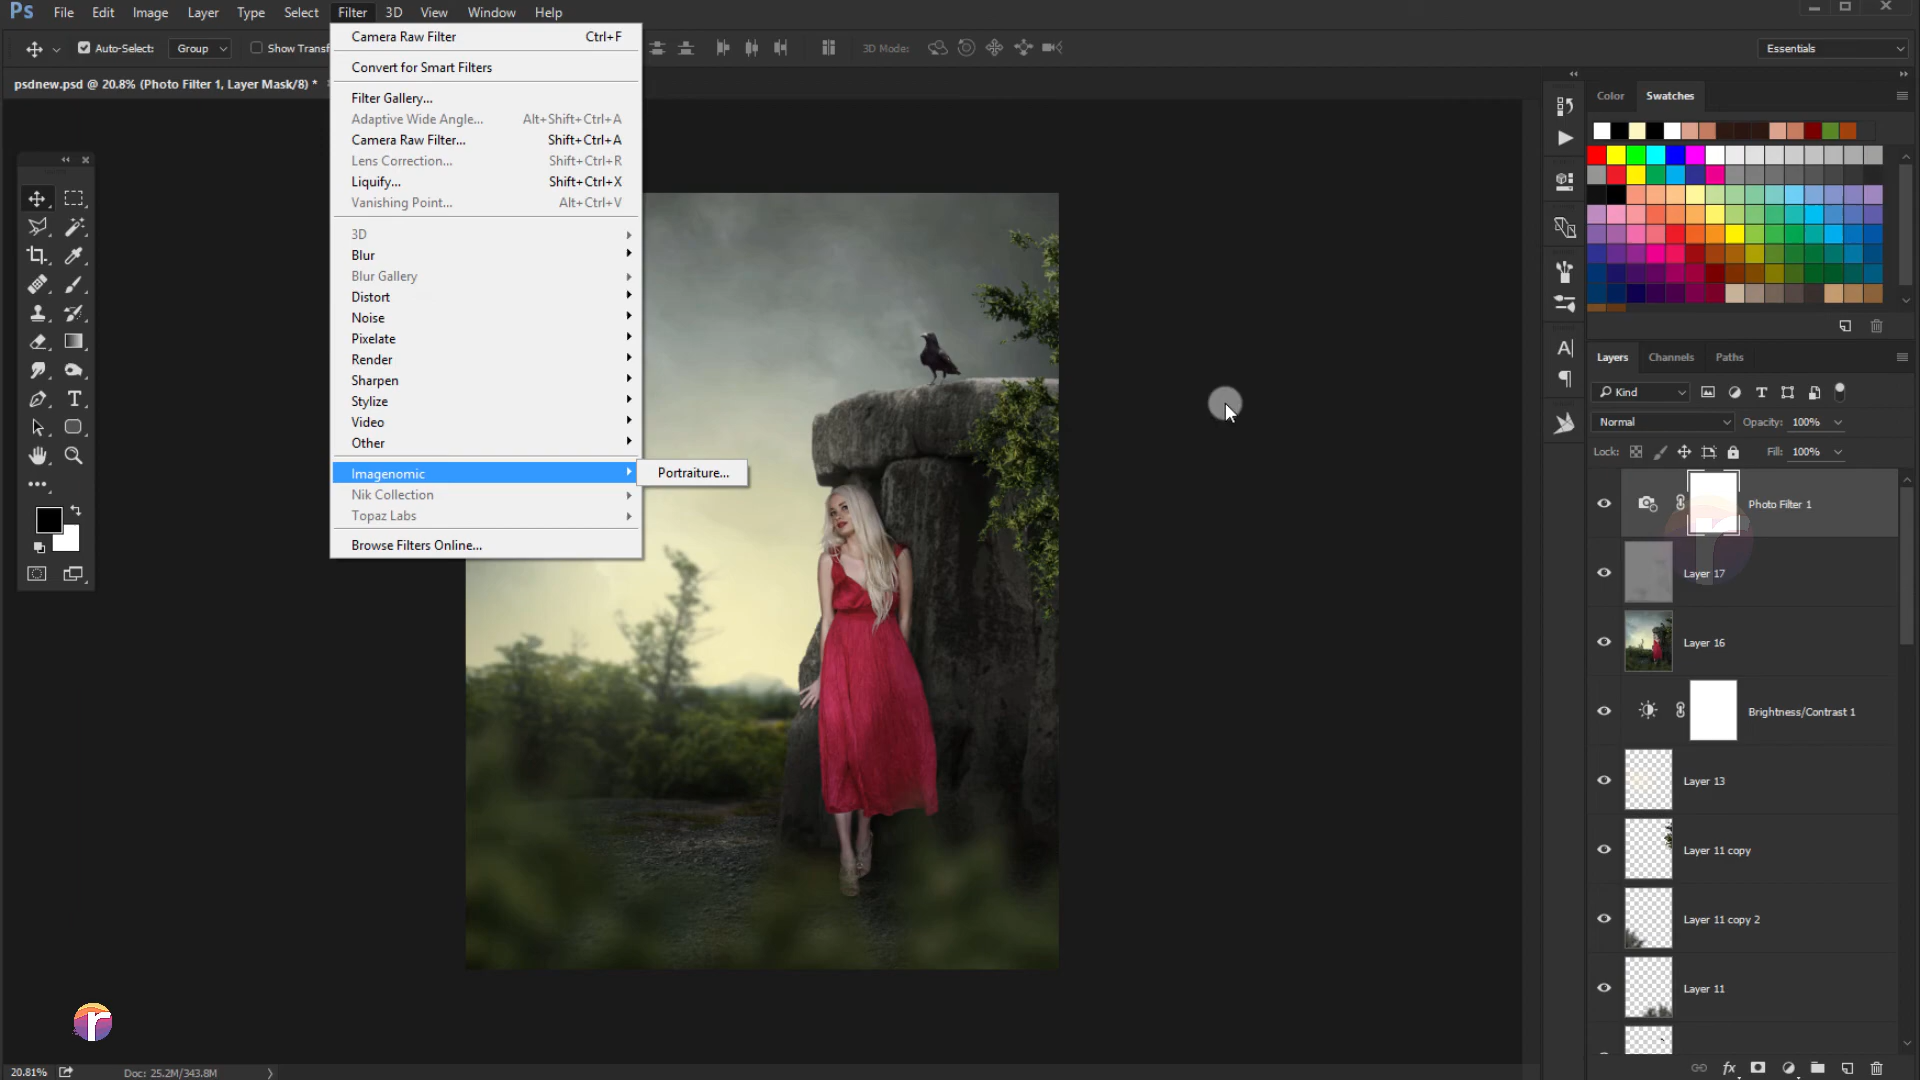 Ps File Edit Image Layer Type Select Filter 3D View Window Help
Auto-Select: Group Show Transf 3D Mode: Essentials
psdnew.psd @ 20.8% (Photo Filter 1, Layer Mask/8) *
Camera Raw Filter Ctrl+F
Convert for Smart Filters
Filter Gallery...
Adaptive Wide Angle... Alt+Shift+Ctrl+A
Camera Raw Filter... Shift+Ctrl+A
Lens Correction... Shift+Ctrl+R
Liquify... Shift+Ctrl+X
Vanishing Point... Alt+Ctrl+V
3D
Blur
Blur Gallery
Distort
Noise
Pixelate
Render
Sharpen
Stylize
Video
Other
Imagenomic
Portraiture...
Nik Collection
Topaz Labs
Browse Filters Online...
Color Swatches
Layers Channels Paths
Kind
Normal Opacity: 100%
Lock: Fill: 100%
Photo Filter 1
Layer 17
Layer 16
Brightness/Contrast 1
Layer 13
Layer 11 copy
Layer 11 copy 2
Layer 11
fx
20.81% Doc: 25.2M/343.8M